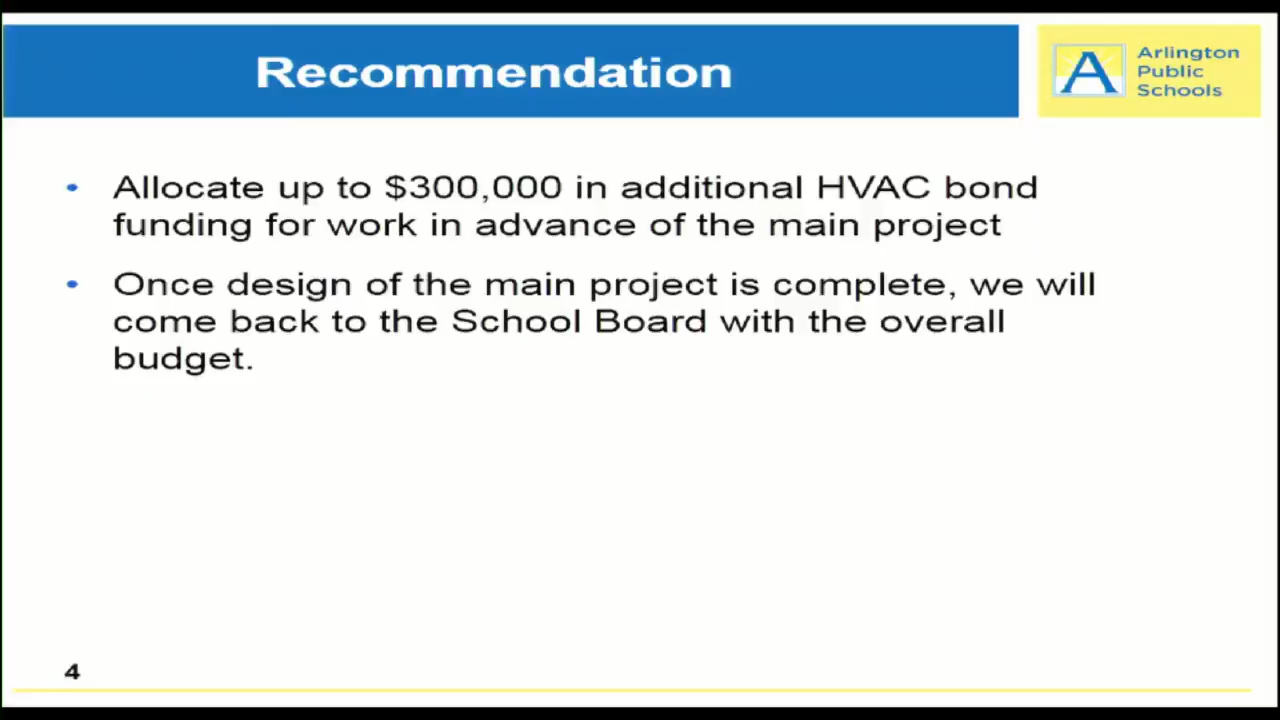 Recommendation
A Arlington
Public
Schools
• Allocate up to $300,000 in additional HVAC bond
funding for work in advance of the main project
• Once design of the main project is complete, we will
come back to the School Board with the overall
budget.
4